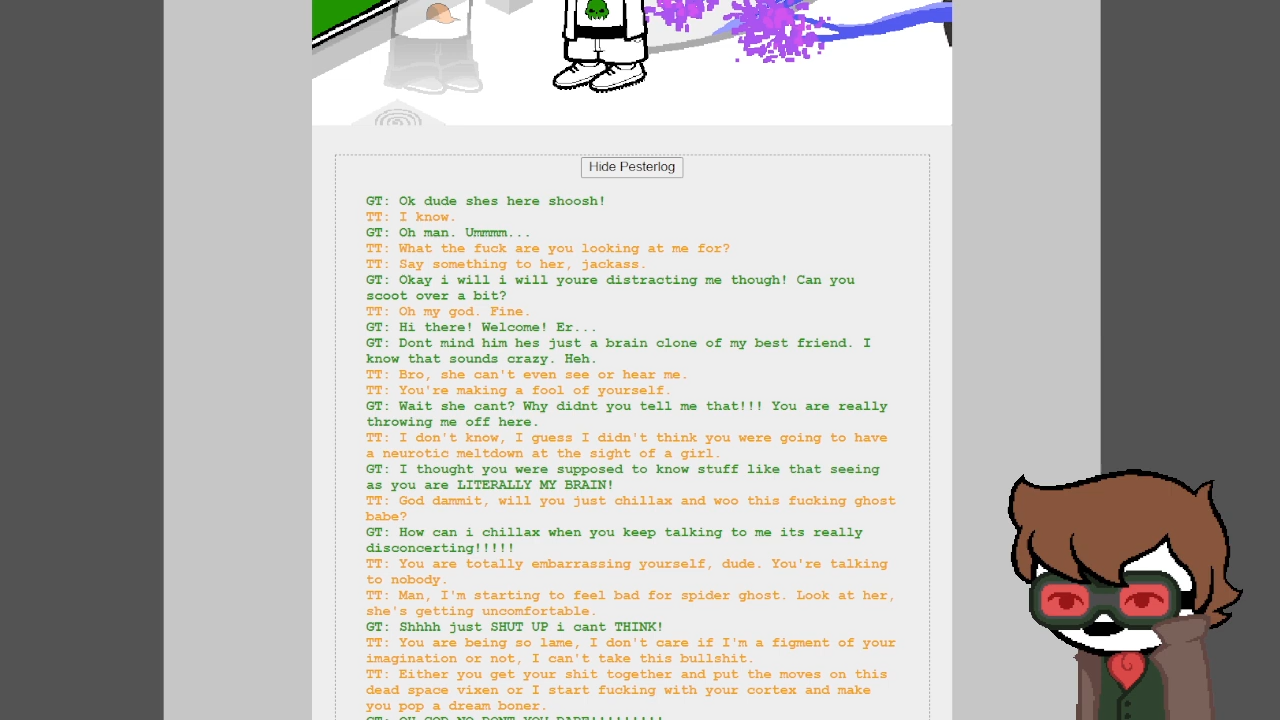 Hide Pesterlog
GT: Ok dude shes here shoosh!
TT: I know.
GT: Oh man. Ummmm...
TT: What the fuck are you looking at me for?
TT: Say something to her, jackass.
GT: Okay i will i will youre distracting me though! Can you
scoot over a bit?
TT: Oh my god. Fine.
GT: Hi there! Welcome! Er...
GT: Dont mind him hes just a brain clone of my best friend. I
know that sounds crazy. Heh.
TT: Bro, she can't even see or hear me.
TT: You're making a fool of yourself.
GT: Wait she cant? Why didnt you tell me that!!! You are really
throwing me off here.
TT: I don't know, I guess I didn't think you were going to have
a neurotic meltdown at the sight of a girl.
GT: I thought you were supposed to know stuff like that seeing
as you are LITERALLY MY BRAIN!
TT: God dammit, will you just chillax and woo this fucking ghost
babe?
GT: How can i chillax when you keep talking to me its really
disconcerting!!!!!
TT: You are totally embarrassing yourself, dude. You're talking
to nobody.
TT: Man, I'm starting to feel bad for spider ghost. Look at her,
she's getting uncomfortable.
GT: Shhhh just SHUT UP i cant THINK!
TT: You are being so lame, I don't care if I'm a figment of your
imagination or not, I can't take this bullshit.
TT: Either you get your shit together and put the moves on this
dead space vixen or I start fucking with your cortex and make
you pop a dream boner.
GT: OH GOD NO DONT YOU DARE!!!!!!!!!